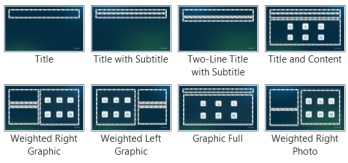 Title
Title with Subtitle
Two-Line Title
with Subtitle
Title and Content
Weighted Right
Graphic
Weighted Left
Graphic
Graphic Full
Weighted Right
Photo